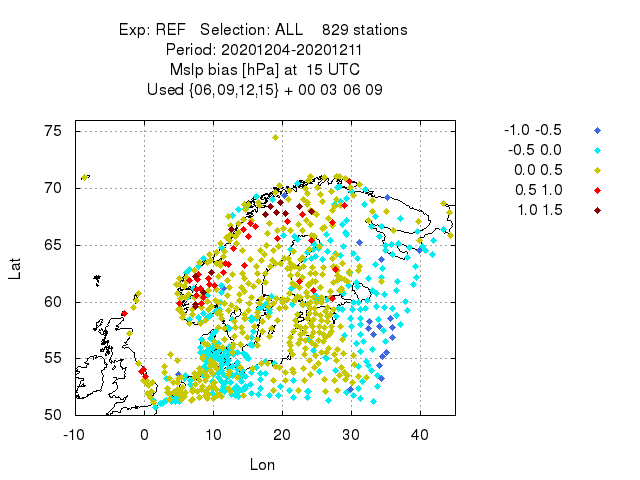 Exp: REF   Selection: ALL    829 stations
Period: 20201204-20201211
Mslp bias [hPa] at  15 UTC
Used {06,09,12,15} + 00 03 06 09
-1.0 -0.5
-0.5 0.0
0.0 0.5
0.5 1.0
1.0 1.5
75
70
65
60
55
50
Lat
-10 0 10 20 30 40
Lon